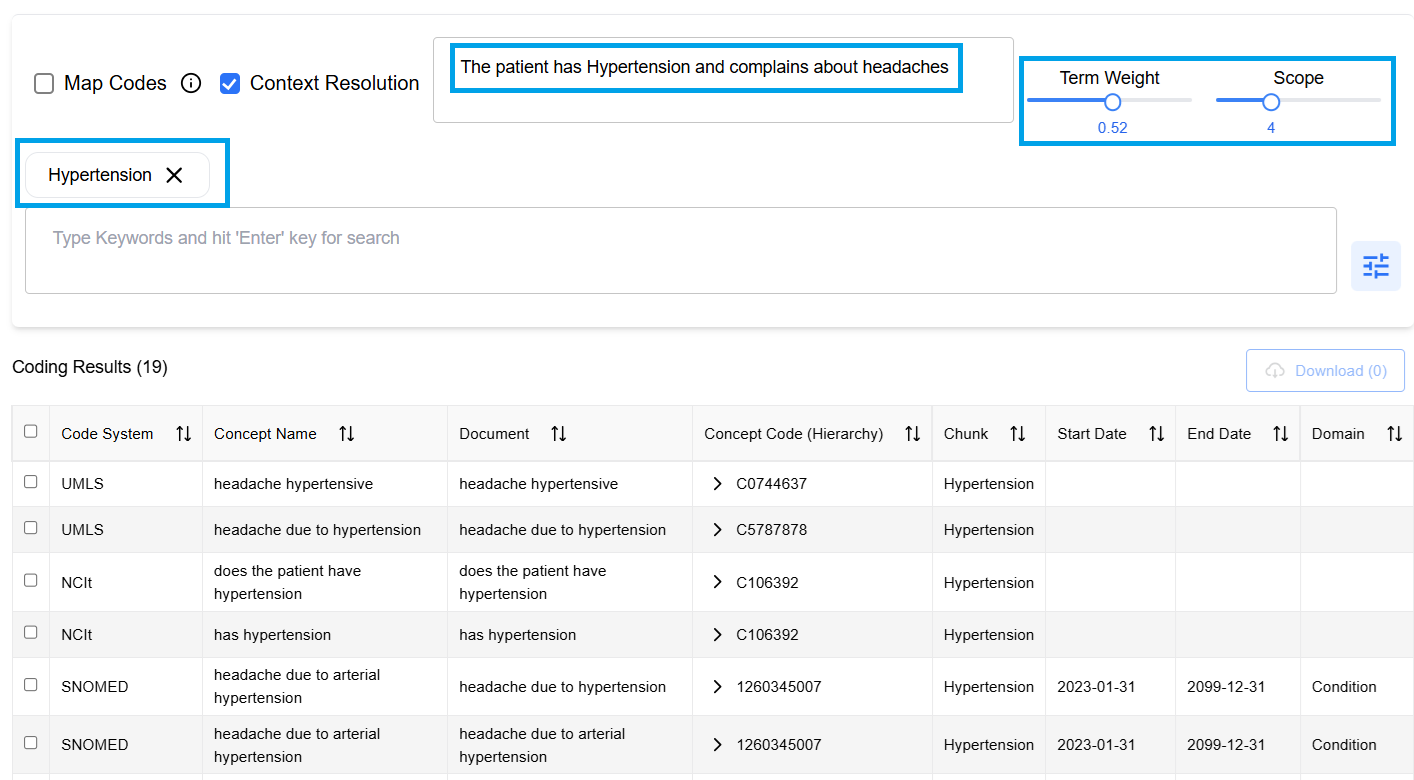 Map Codes Context Resolution The patient has Hypertension and complains about headaches Term Weight Scope
0.52 4
Hypertension
Type Keywords and hit 'Enter' key for search
Coding Results (19) Download (0)
Code System Concept Name Document Concept Code (Hierarchy) Chunk Start Date End Date Domain
UMLS headache hypertensive headache hypertensive C0744637 Hypertension
UMLS headache due to hypertension headache due to hypertension C5787878 Hypertension
NCIt does the patient have hypertension does the patient have hypertension C106392 Hypertension
NCIt has hypertension has hypertension C106392 Hypertension
SNOMED headache due to arterial hypertension headache due to hypertension 1260345007 Hypertension 2023-01-31 2099-12-31 Condition
SNOMED headache due to arterial hypertension headache due to arterial hypertension 1260345007 Hypertension 2023-01-31 2099-12-31 Condition